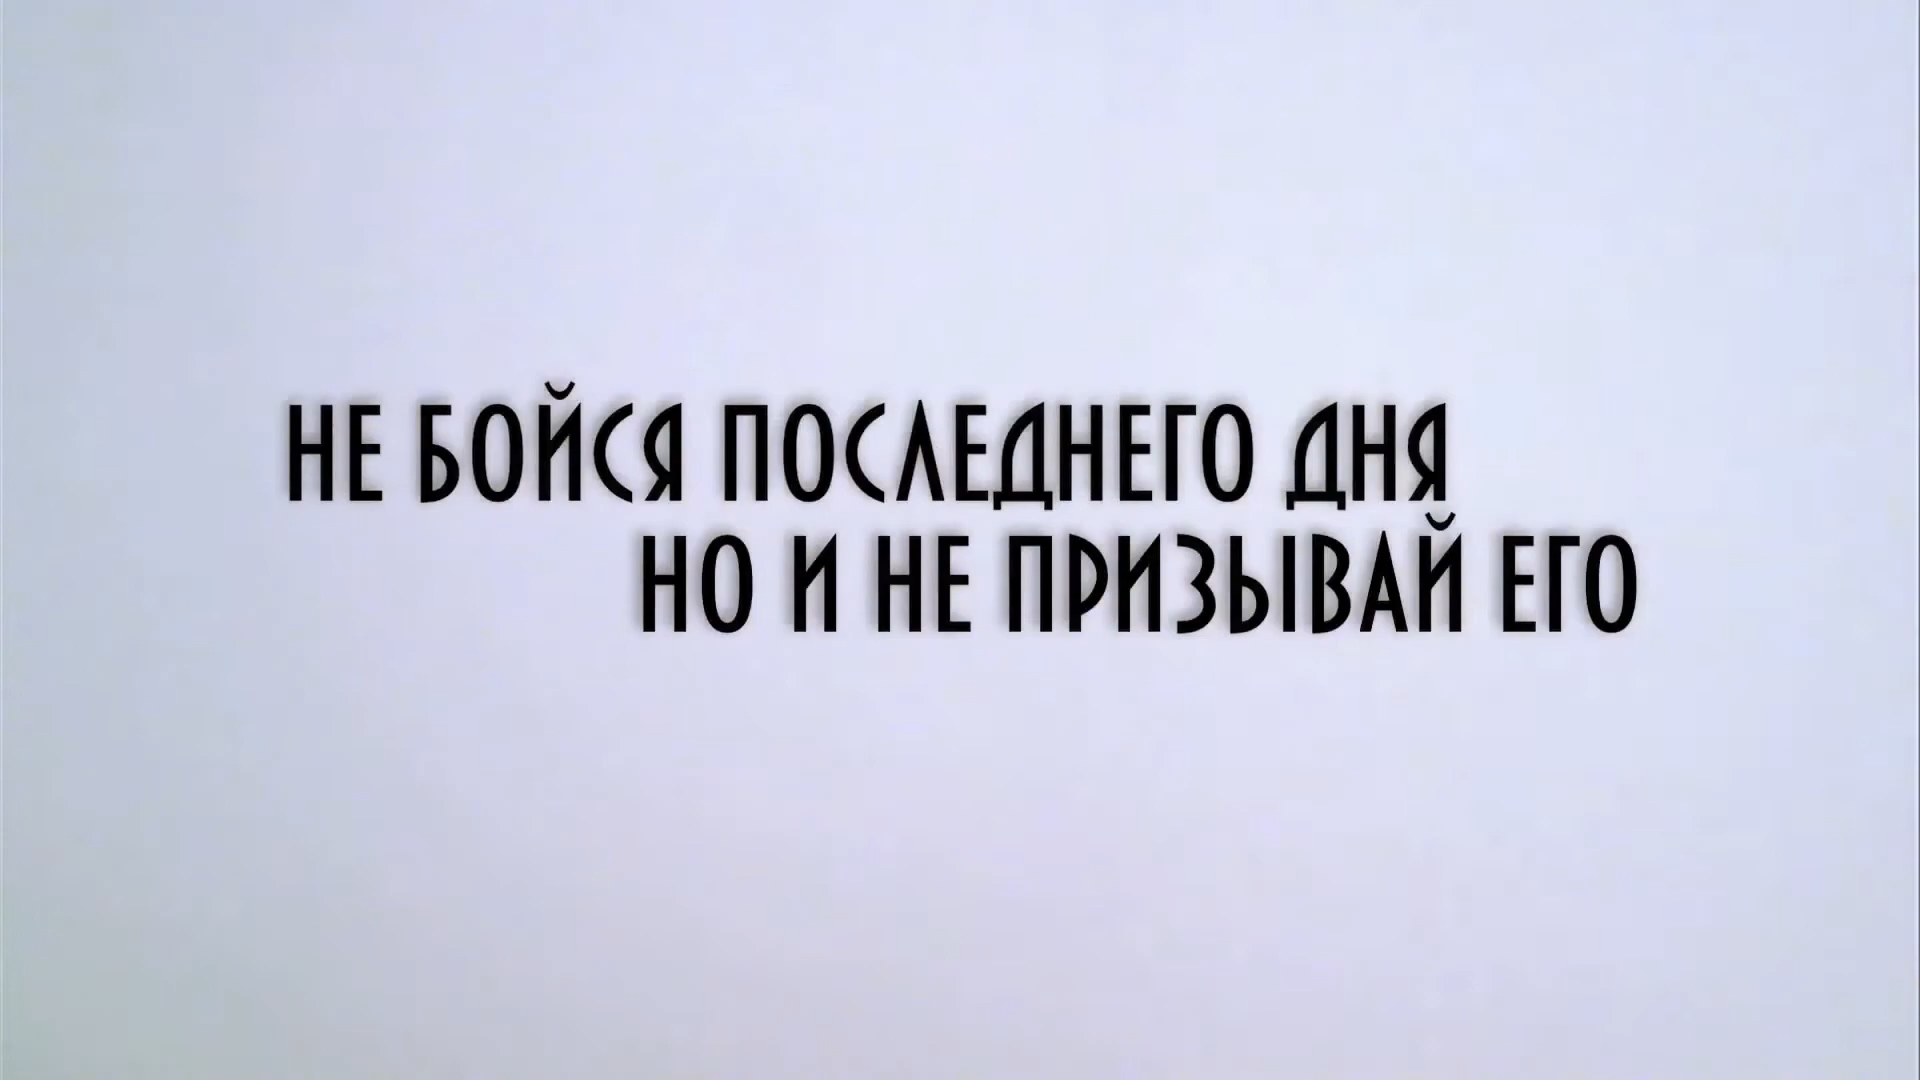 НЕ БОЙСЯ ПОСЛЕДНЕГО ДНЯ
НО И НЕ ПРИЗЫВАЙ ЕГО